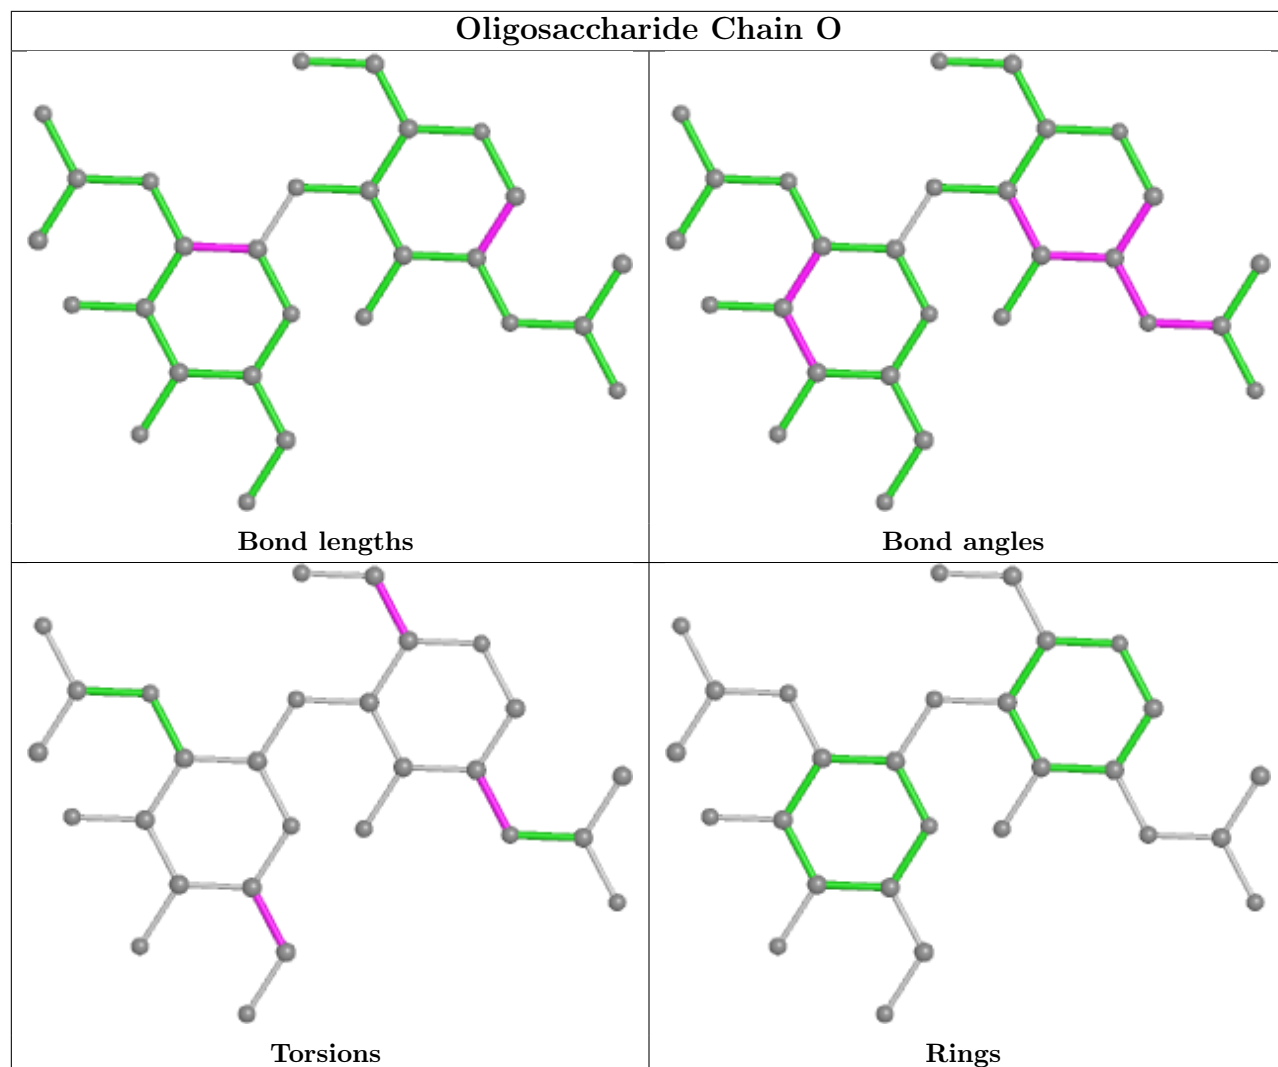 Oligosaccharide Chain O
Bond lengths
Bond angles
Torsions
Rings